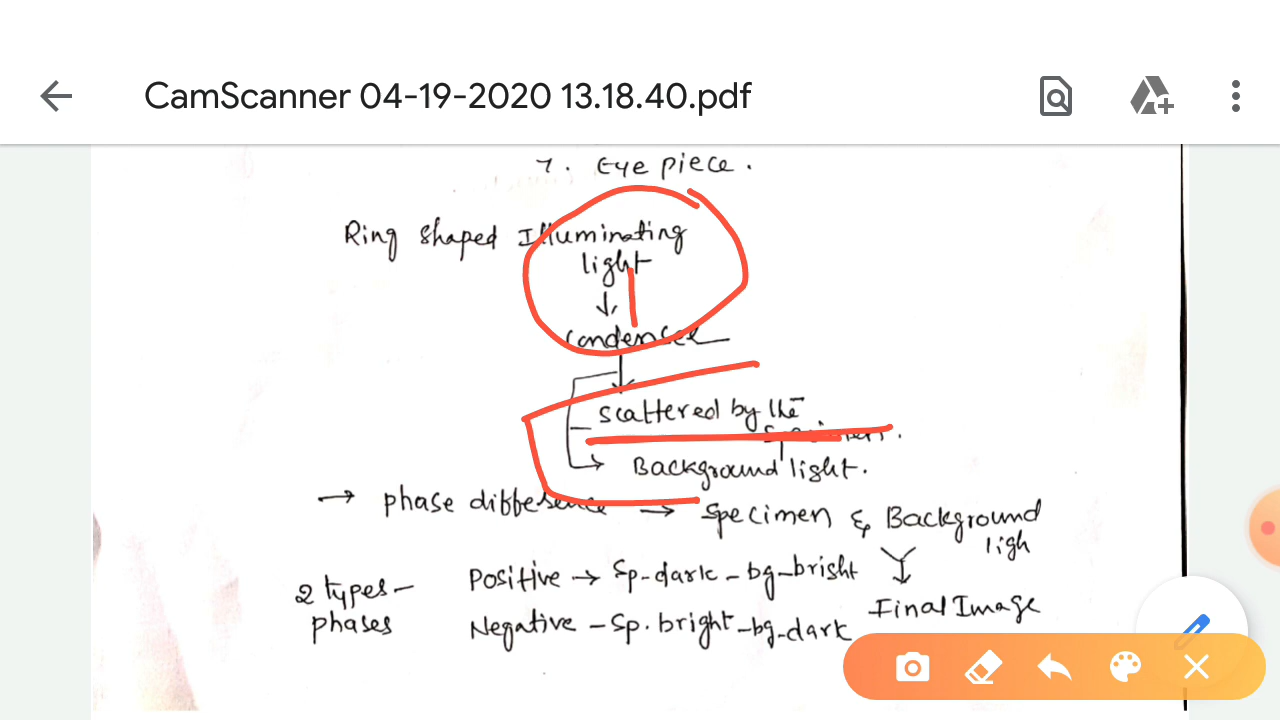 CamScanner 04-19-2020 13.18.40.pdf
7. Eye piece.
Ring shaped Illuminating
light
↓
Condenser
↓
Scattered by the
specimen.
Background light.
→ phase difference → Specimen & Background
ligh
2 types-
phases
Positive → Sp-dark-bg-bright
Negative - Sp. bright-bg-dark
↓
Final Image